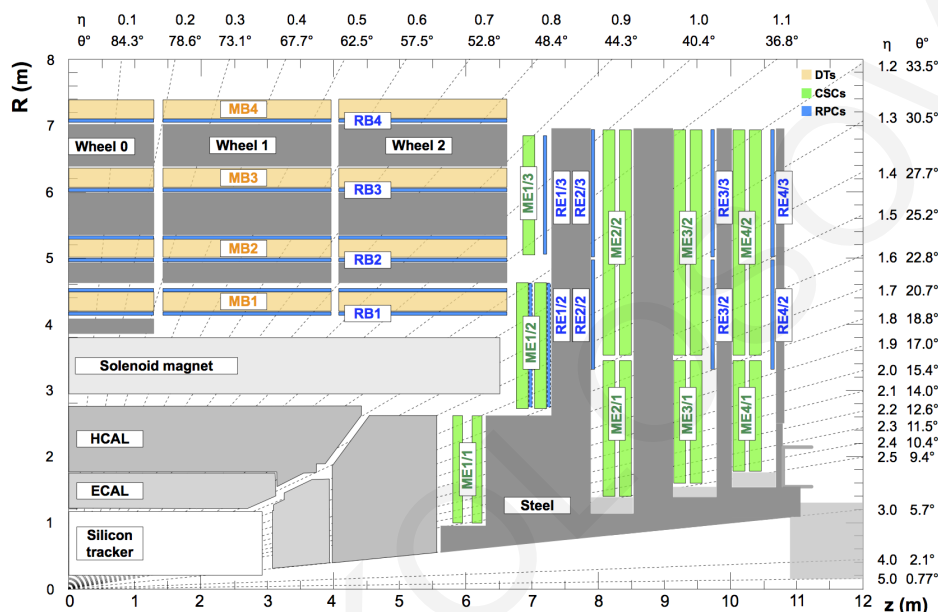 η 0.1 0.2 0.3 0.4 0.5 0.6 0.7 0.8 0.9 1.0 1.1
θ° 84.3° 78.6° 73.1° 67.7° 62.5° 57.5° 52.8° 48.4° 44.3° 40.4° 36.8° η θ°
R (m)
8
7
6
5
4
3
2
1
0
1.2 33.5°
1.3 30.5°
1.4 27.7°
1.5 25.2°
1.6 22.8°
1.7 20.7°
1.8 18.8°
1.9 17.0°
2.0 15.4°
2.1 14.0°
2.2 12.6°
2.3 11.5°
2.4 10.4°
2.5 9.4°
3.0 5.7°
4.0 2.1°
5.0 0.77°
DTs
CSCs
RPCs
MB4
RB4
Wheel 0 Wheel 1 Wheel 2
MB3
RB3
MB2
RB2
MB1
RB1
ME1/3
RE1/3
RE2/3
ME2/2
ME3/2
RE3/3
ME4/2
RE4/3
ME1/2
RE1/2
RE2/2
RE3/2
RE4/2
Solenoid magnet
HCAL
ME1/1
ME2/1
ME3/1
ME4/1
ECAL
Steel
Silicon
tracker
0 1 2 3 4 5 6 7 8 9 10 11 12
z (m)